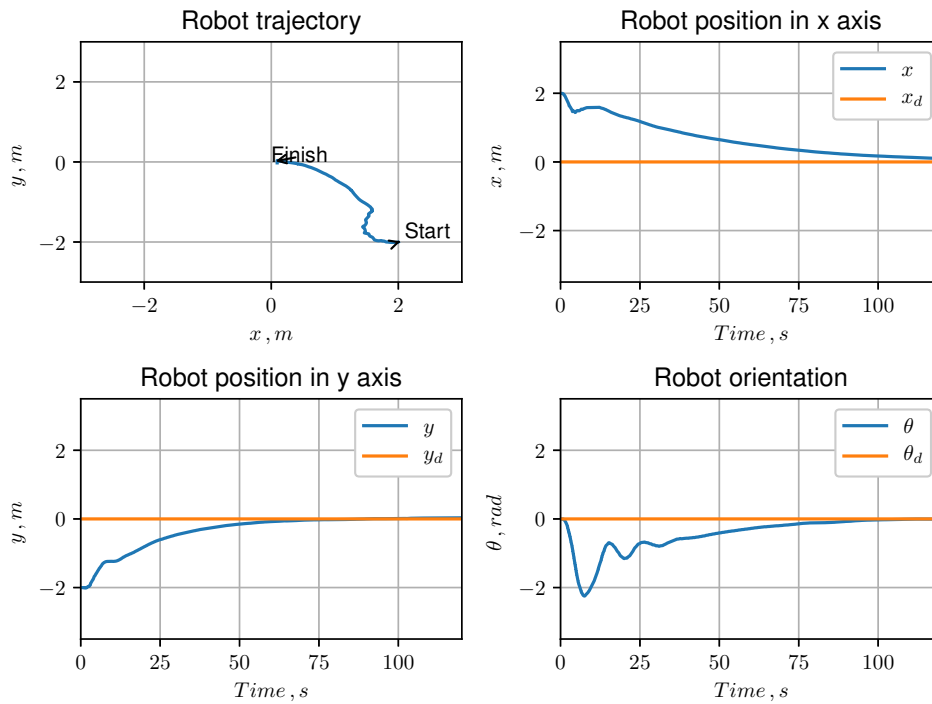 Robot trajectory
2
0
−2
y , m
Finish
Start
−2
0
2
x , m
Robot position in x axis
2
0
−2
x , m
x
x_d
0
25
50
75
100
Time , s
Robot position in y axis
2
0
−2
y , m
y
y_d
0
25
50
75
100
Time , s
Robot orientation
2
0
−2
θ , rad
θ
θ_d
0
25
50
75
100
Time , s